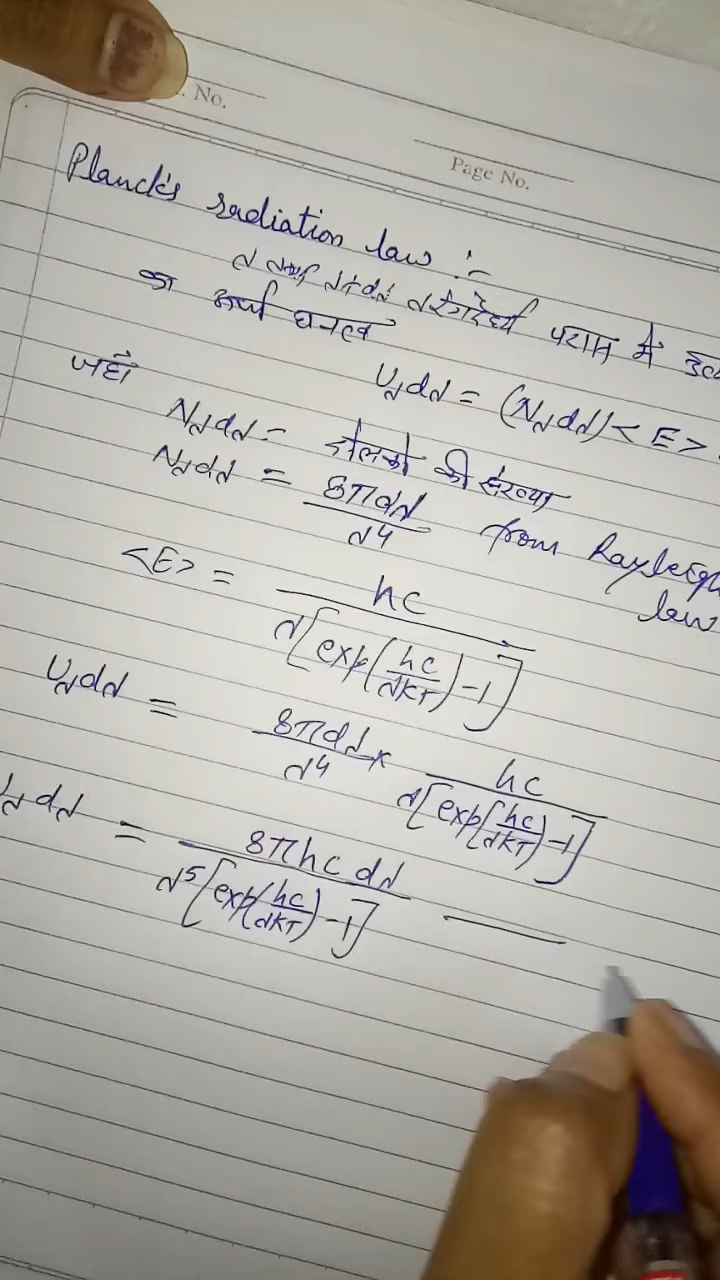 . No.
Page No.
Planck's radiation law :-
λ तथा λ+dλ तरंगदैर्ध्य परास में
का ऊर्जा घनत्व
Uλdλ = (Nλdλ) <E>
जहाँ
Nλdλ = दोलको की संख्या
Nλdλ = 8πdλ/λ4 from Rayleigh
law
<E> = hc/λ[exp(hc/λKT)-1]
Uλdλ = 8πdλ/λ4 × hc/λ[exp(hc/λKT)-1]
Uλdλ = 8πhc dλ/λ5[exp(hc/λKT)-1] —